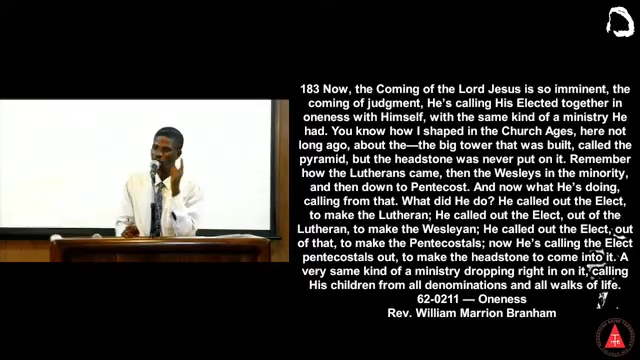 183 Now, the Coming of the Lord Jesus is so imminent, the
coming of judgment, He's calling His Elected together in
oneness with Himself, with the same kind of a ministry He
had. You know how I shaped in the Church Ages, here not
long ago, about the—the big tower that was built, called the
pyramid, but the headstone was never put on it. Remember
how the Lutherans came, then the Wesleys in the minority,
and then down to Pentecost. And now what He's doing,
calling from that. What did He do? He called out the Elect,
to make the Lutheran; He called out the Elect, out of the
Lutheran, to make the Wesleyan; He called out the Elect, out
of that, to make the Pentecostals; now He's calling the Elect
pentecostals out, to make the headstone to come into it. A
very same kind of a ministry dropping right in on it, calling
His children from all denominations and all walks of life.
62-0211 — Oneness
Rev. William Marrion Branham